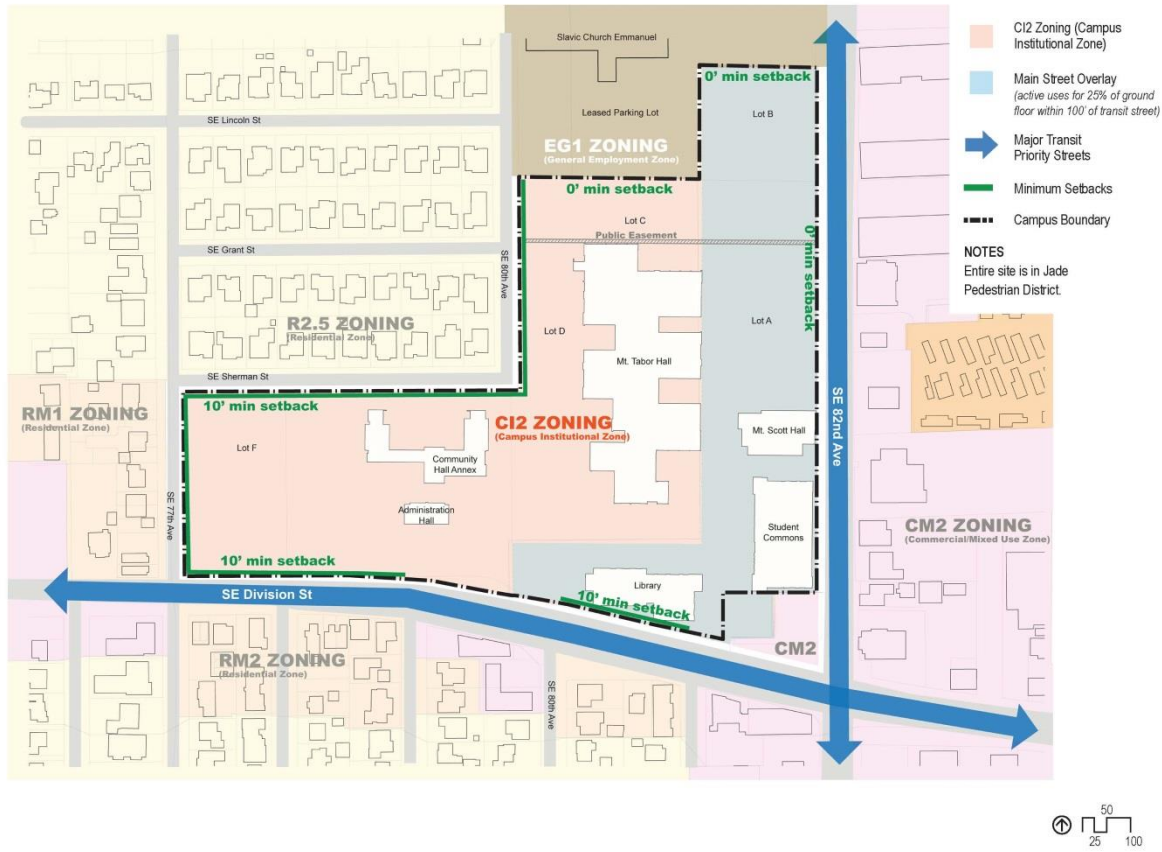 Slavic Church Emmanuel
Leased Parking Lot
EG1 ZONING
(General Employment Zone)
0' min setback
0' min setback
Lot B
Lot C
Public Easement
0' min setback
SE Lincoln St
SE Grant St
SE 80th Ave
R2.5 ZONING
(Residential Zone)
SE Sherman St
Lot D
Lot A
Mt. Tabor Hall
RM1 ZONING
(Residential Zone)
10' min setback
CI2 ZONING
(Campus Institutional Zone)
Lot F
Community
Hall Annex
Mt. Scott Hall
SE 82nd Ave
Administration
Hall
SE 77th Ave
Student
Commons
CM2 ZONING
(Commercial/Mixed Use Zone)
10' min setback
SE Division St
Library
10' min setback
CM2
RM2 ZONING
(Residential Zone)
SE 80th Ave
CI2 Zoning (Campus
Institutional Zone)
Main Street Overlay
(active uses for 25% of ground
floor within 100' of transit street)
Major Transit
Priority Streets
Minimum Setbacks
Campus Boundary
NOTES
Entire site is in Jade
Pedestrian District.
50
25 100